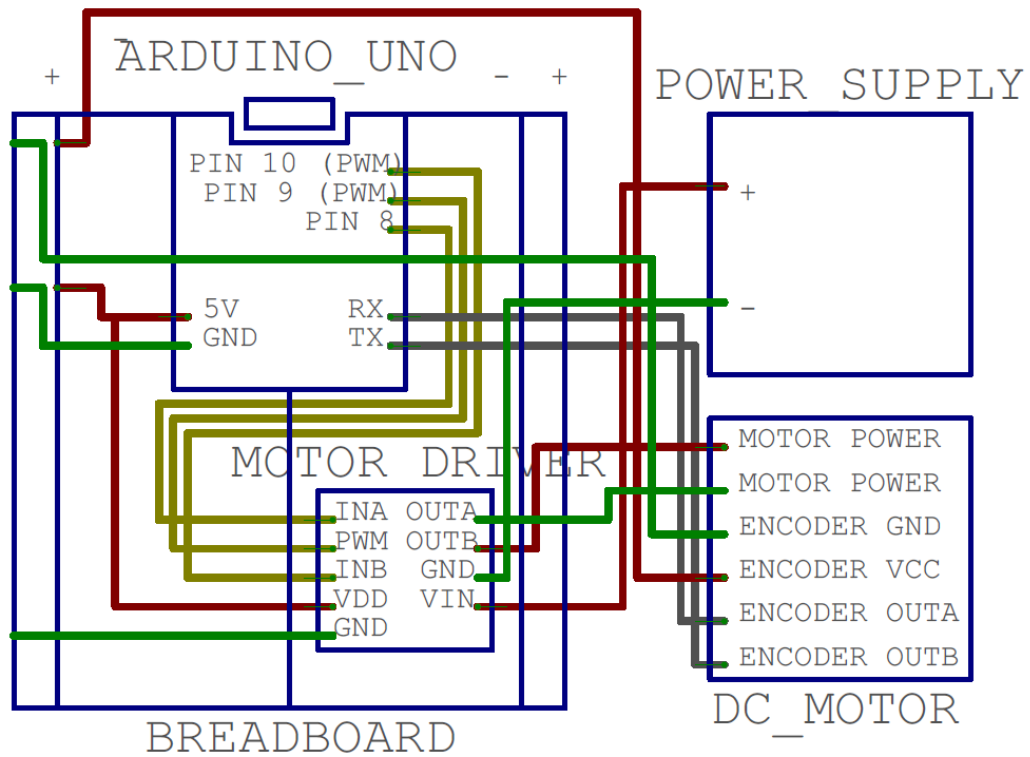 ARDUINO_UNO
- + - +
POWER_SUPPLY
PIN 10 (PWM)
PIN 9 (PWM)
PIN 8
+
5V RX
GND TX
-
MOTOR DRIVER
INA OUTA
PWM OUTB
INB GND
VDD VIN
GND
MOTOR POWER
MOTOR POWER
ENCODER GND
ENCODER VCC
ENCODER OUTA
ENCODER OUTB
DC_MOTOR
BREADBOARD